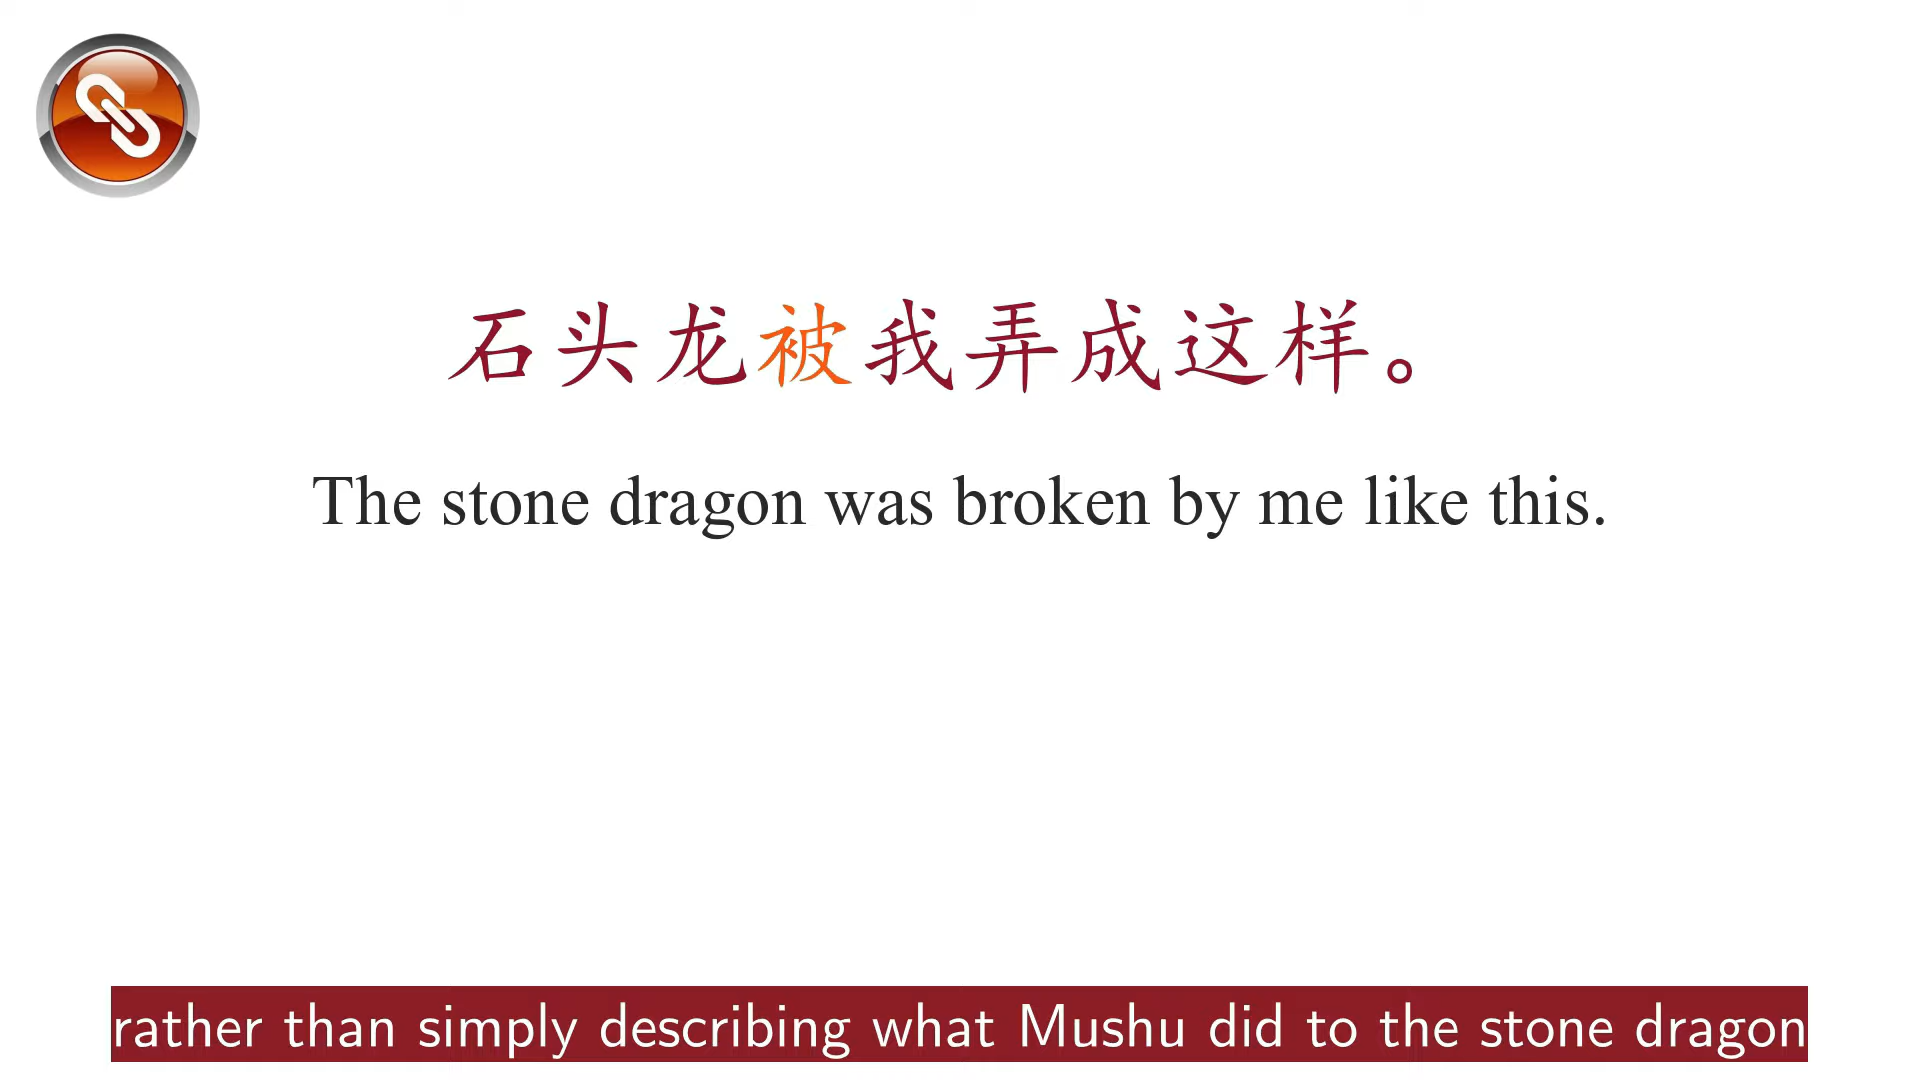 石头龙被我弄成这样。
The stone dragon was broken by me like this.
rather than simply describing what Mushu did to the stone dragon